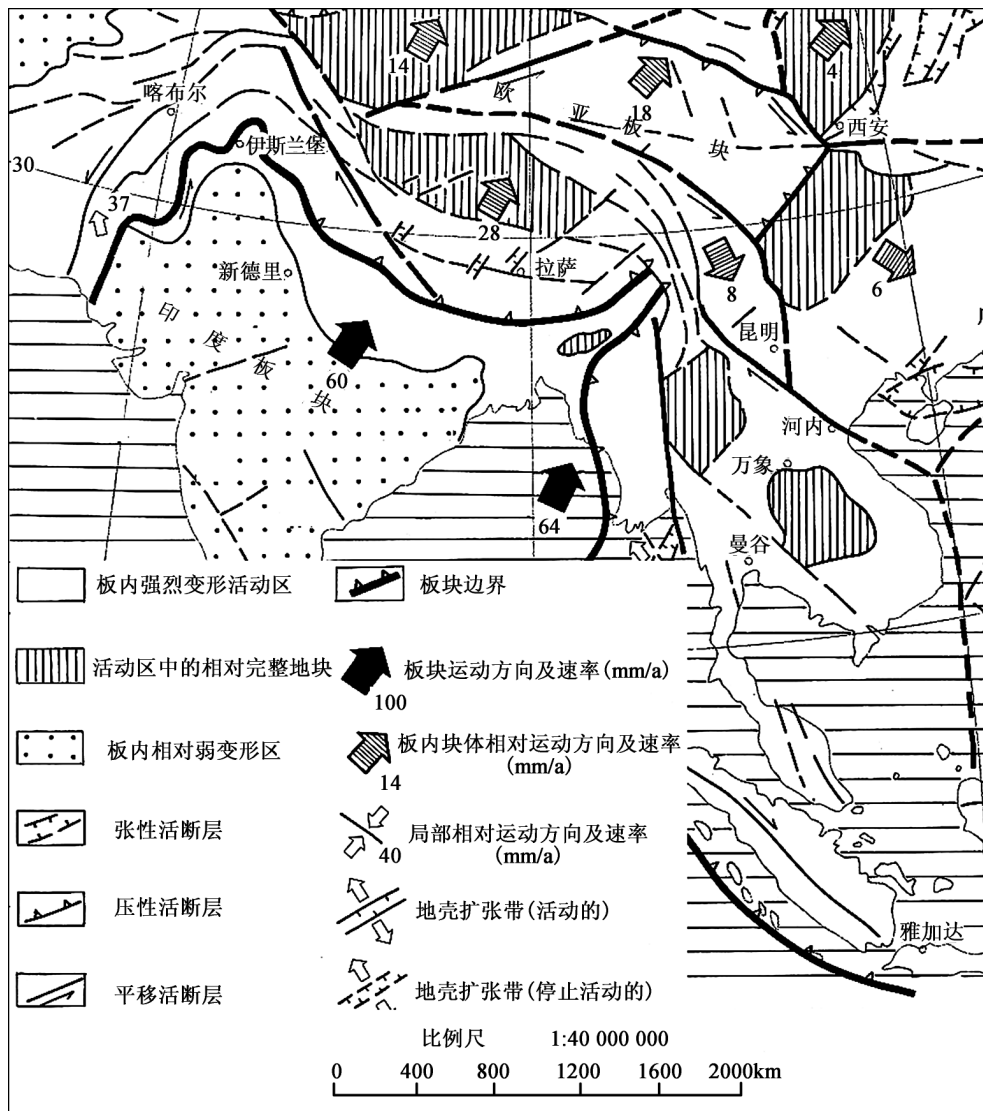 14
4
喀布尔
欧
18
亚
板
块
西安
30
伊斯兰堡
37
28
新德里
拉萨
8
6
印
度
板
块
60
昆明
河内
64
万象
曼谷
板内强烈变形活动区
板块边界
活动区中的相对完整地块
板块运动方向及速率(mm/a)
100
板内相对弱变形区
板内块体相对运动方向及速率
(mm/a)
14
张性活断层
局部相对运动方向及速率
(mm/a)
40
压性活断层
地壳扩张带(活动的)
雅加达
平移活断层
地壳扩张带(停止活动的)
比例尺 1:40 000 000
0 400 800 1200 1600 2000km